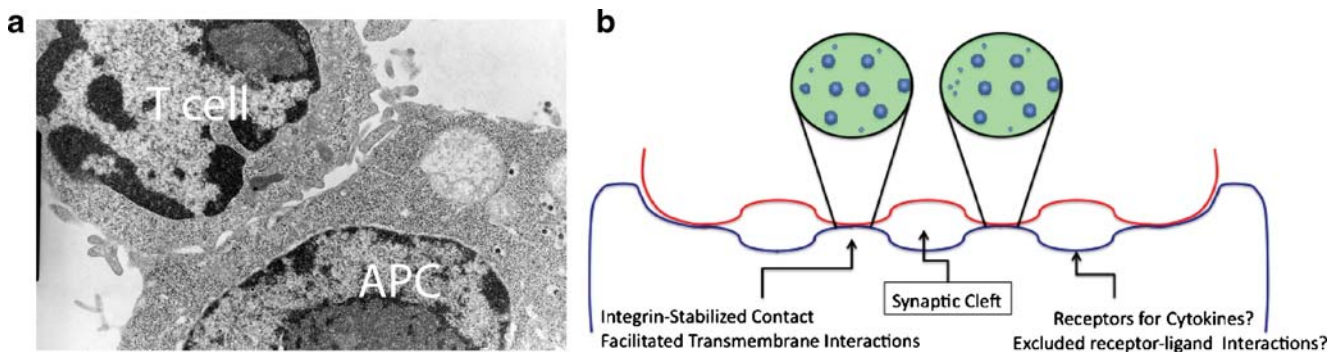 a
T cell
APC
b
Integrin-Stabilized Contact
Facilitated Transmembrane Interactions
Synaptic Cleft
Receptors for Cytokines?
Excluded receptor-ligand Interactions?